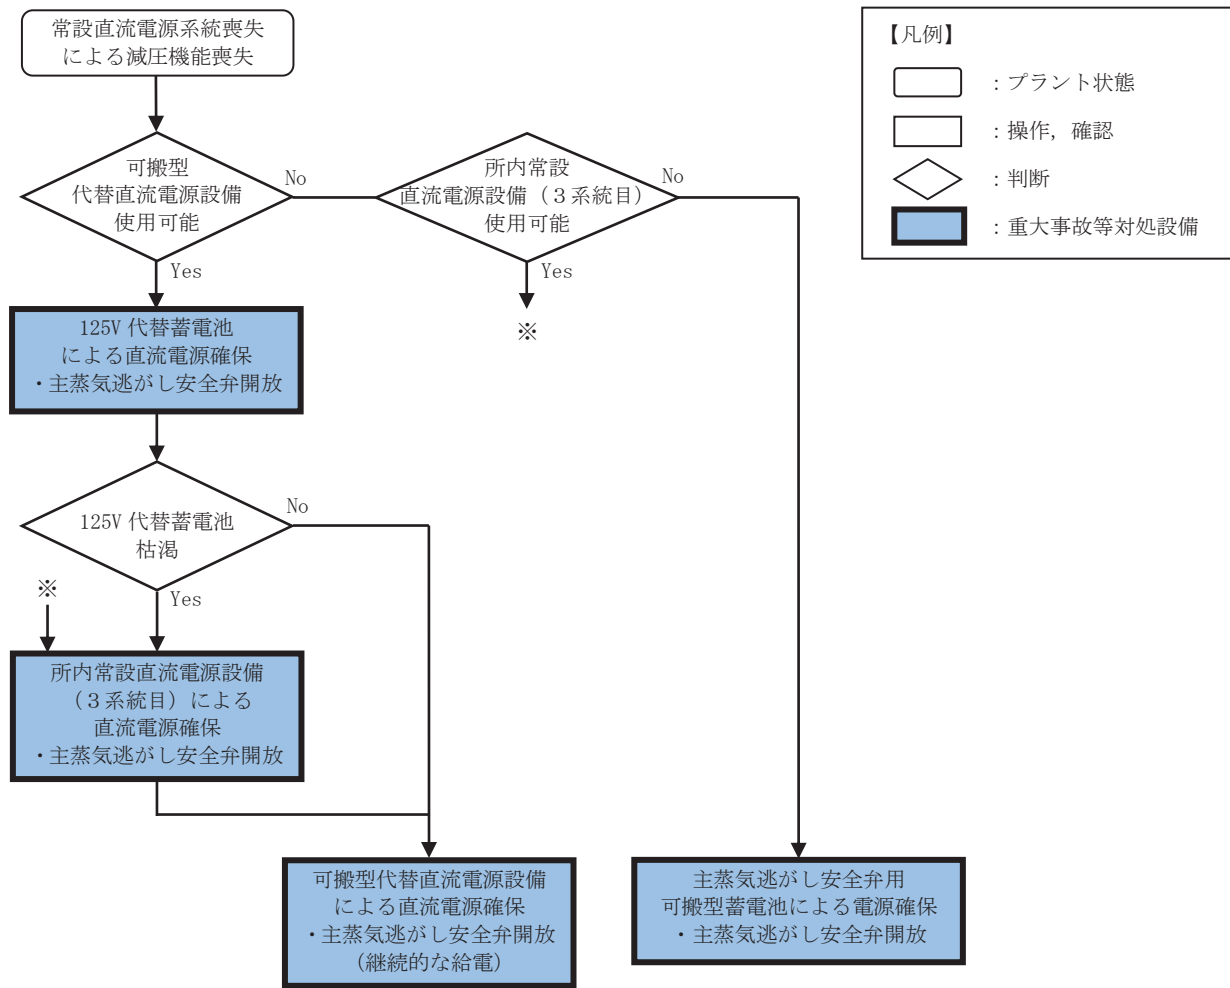 常設直流電源系統喪失
による減圧機能喪失
【凡例】
：プラント状態
：操作，確認
：判断
：重大事故等対処設備
可搬型
代替直流電源設備
使用可能
No
Yes
所内常設
直流電源設備（３系統目）
使用可能
No
Yes
※
125V 代替蓄電池
による直流電源確保
・主蒸気逃がし安全弁開放
125V 代替蓄電池
枯渇
No
Yes
※
所内常設直流電源設備
（３系統目）による
直流電源確保
・主蒸気逃がし安全弁開放
可搬型代替直流電源設備
による直流電源確保
・主蒸気逃がし安全弁開放
（継続的な給電）
主蒸気逃がし安全弁用
可搬型蓄電池による電源確保
・主蒸気逃がし安全弁開放